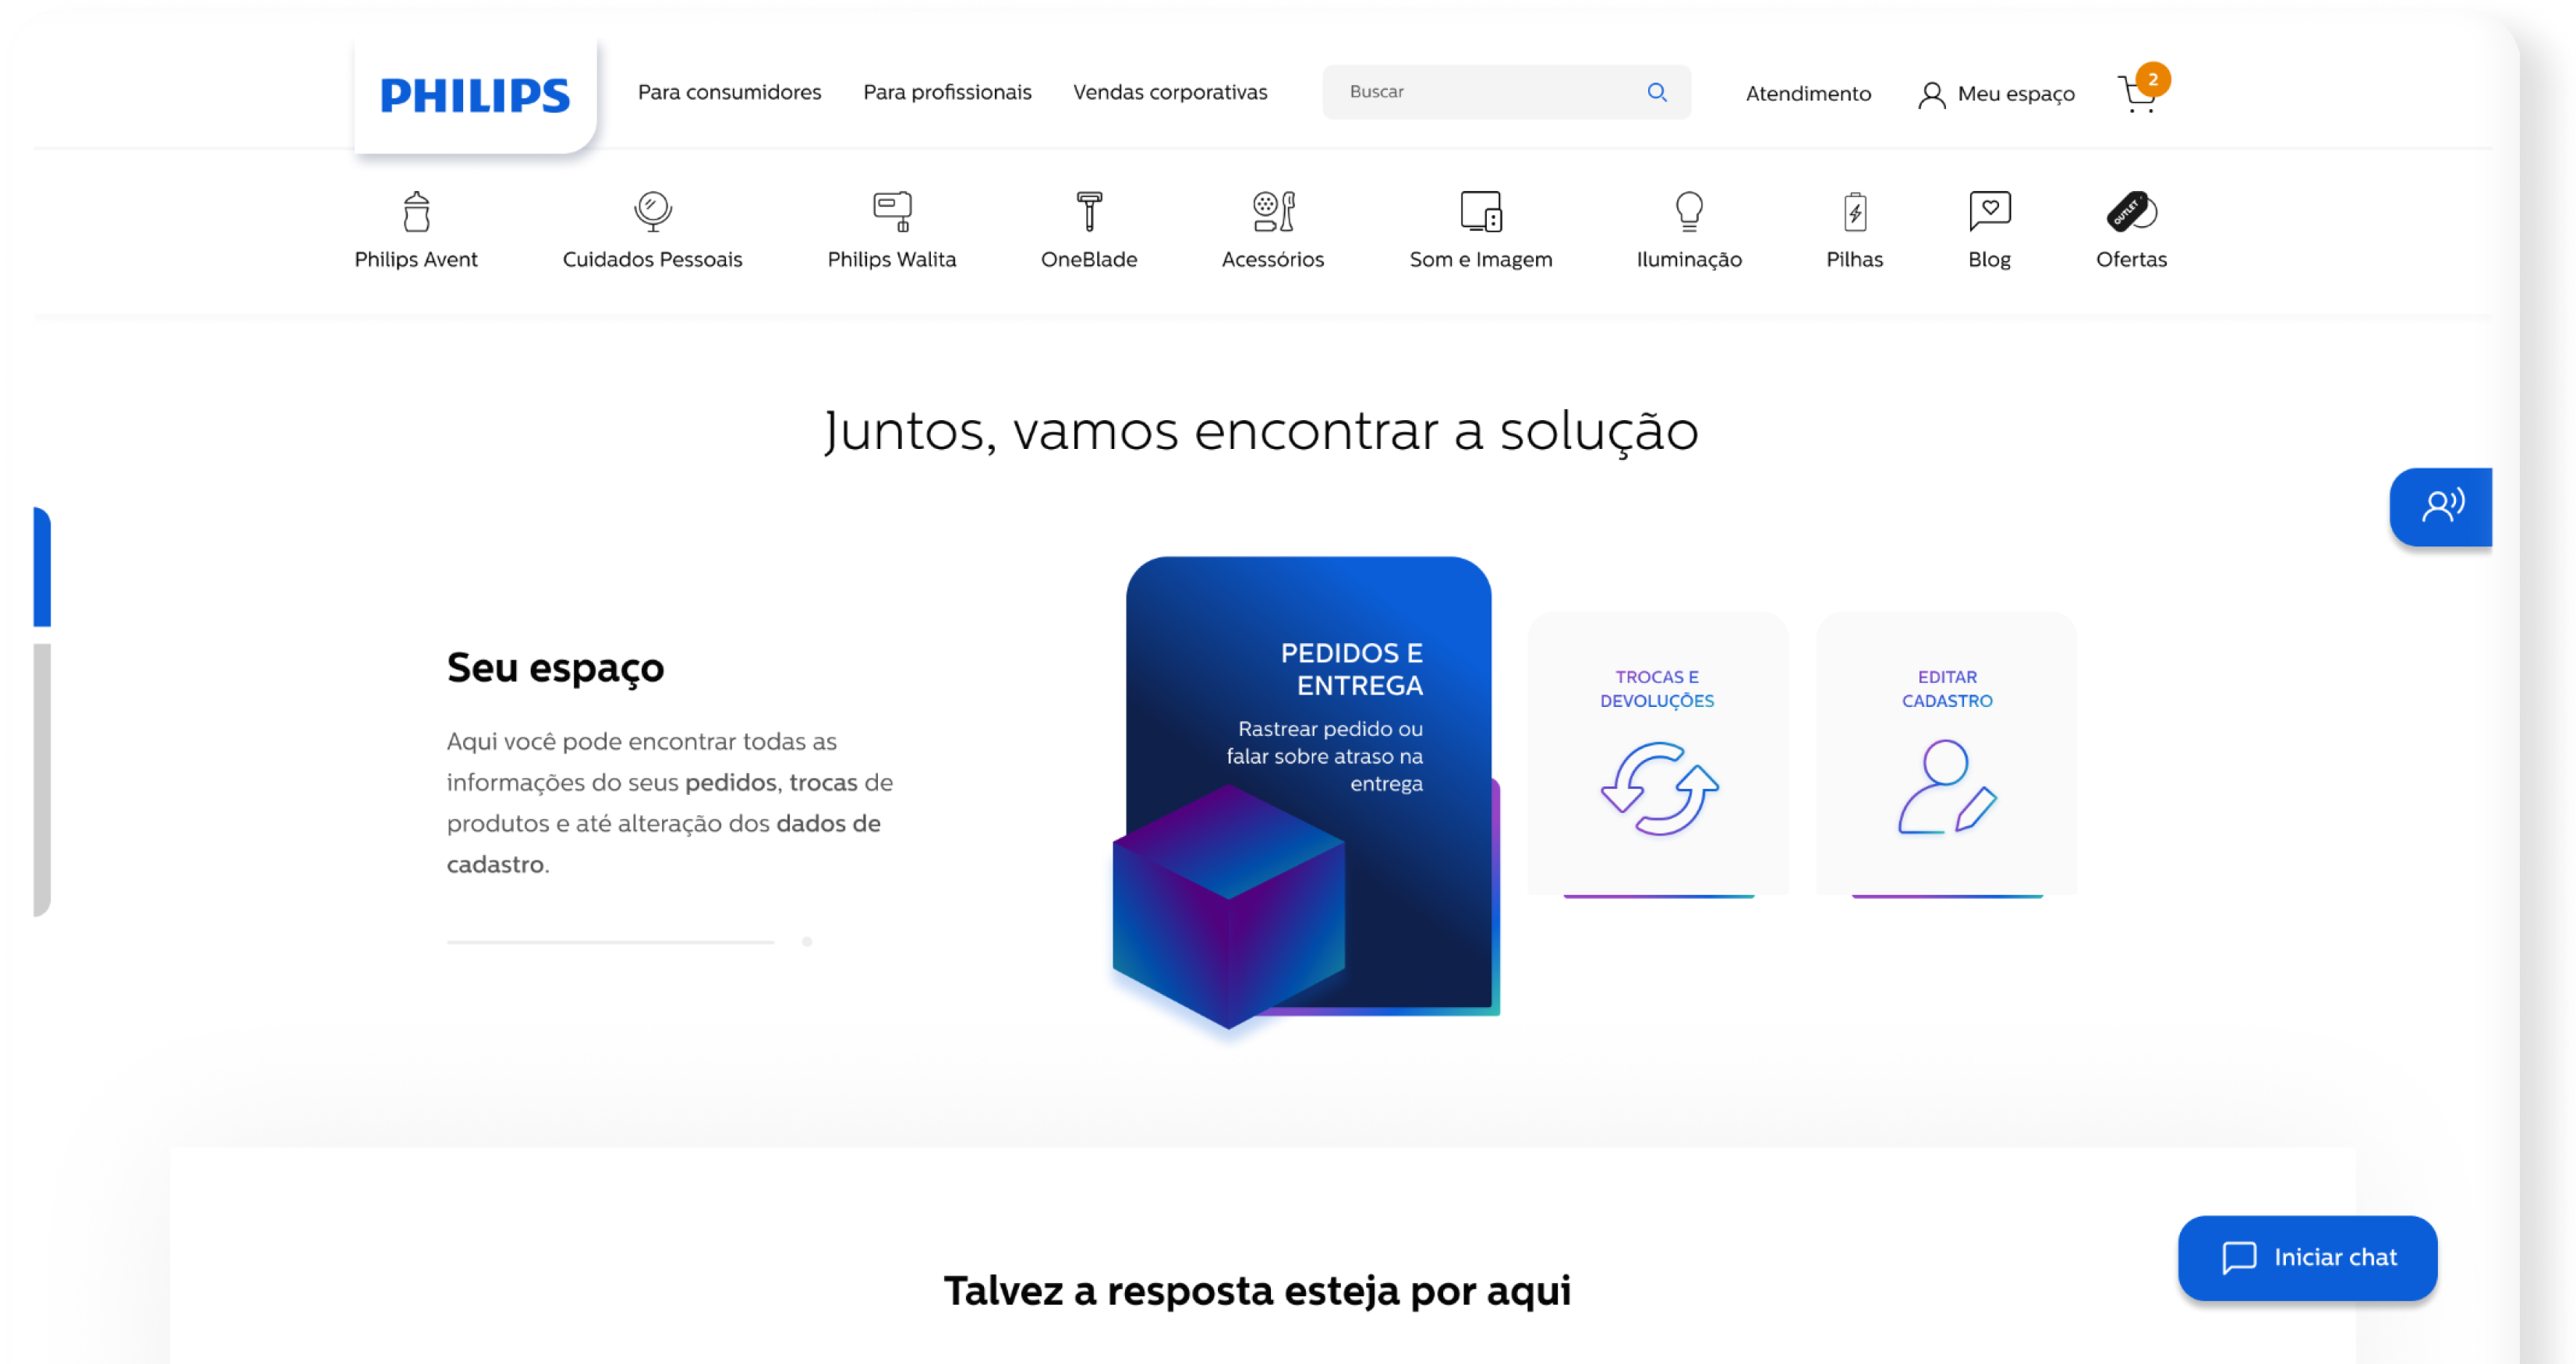 PHILIPS
Para consumidores
Para profissionais
Vendas corporativas
Buscar
Atendimento
Meu espaço
2
OUTLET
Philips Avent
Cuidados Pessoais
Philips Walita
OneBlade
Acessórios
Som e Imagem
Iluminação
Pilhas
Blog
Ofertas
Juntos, vamos encontrar a solução
Seu espaço
Aqui você pode encontrar todas as
informações do seus pedidos, trocas de
produtos e até alteração dos dados de
cadastro.
PEDIDOS E
ENTREGA
Rastrear pedido ou
falar sobre atraso na
entrega
TROCAS E
DEVOLUÇÕES
EDITAR
CADASTRO
Talvez a resposta esteja por aqui
Iniciar chat